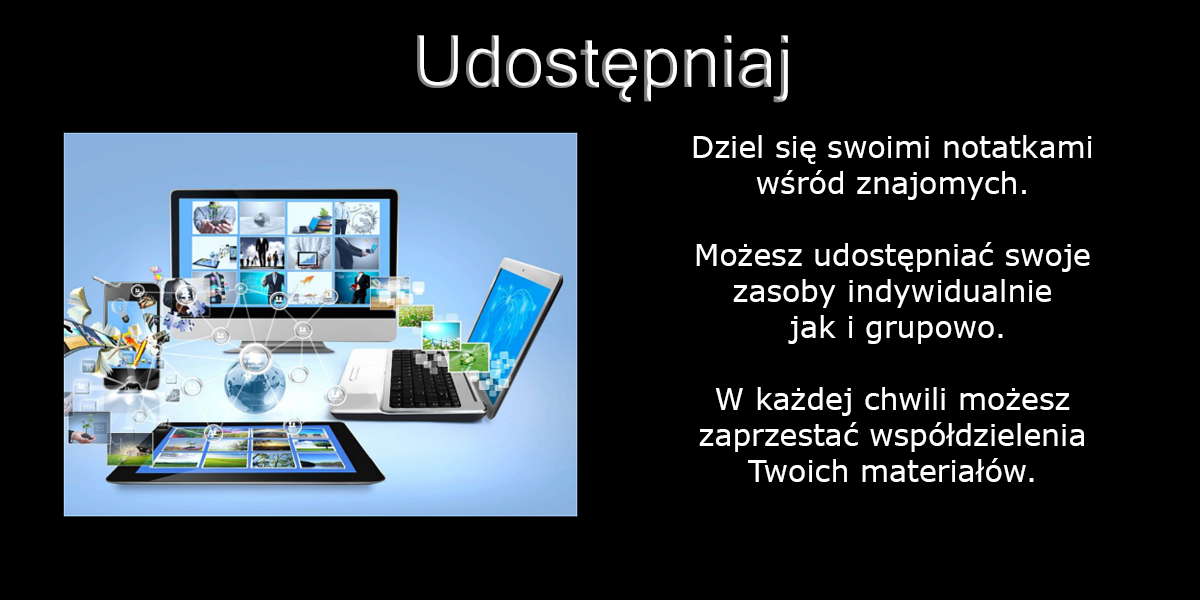 Udostępniaj
Dziel się swoimi notatkami
wśród znajomych.
Możesz udostępniać swoje
zasoby indywidualnie
jak i grupowo.
W każdej chwili możesz
zaprzestać współdzielenia
Twoich materiałów.